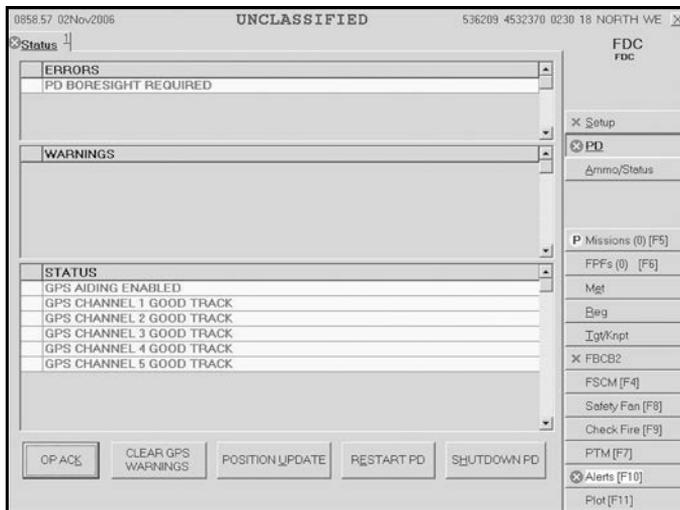 0858.57 02Nov2006 UNCLASSIFIED 536209 4532370 0230 18 NORTH WE X
Status 1
FDC
FDC
ERRORS
PD BORESIGHT REQUIRED
WARNINGS
STATUS
GPS AIDING ENABLED
GPS CHANNEL 1 GOOD TRACK
GPS CHANNEL 2 GOOD TRACK
GPS CHANNEL 3 GOOD TRACK
GPS CHANNEL 4 GOOD TRACK
GPS CHANNEL 5 GOOD TRACK
OP ACK
CLEAR GPS
WARNINGS
POSITION UPDATE
RESTART PD
SHUTDOWN PD
Setup
PD
Ammo/Status
P Missions (0) [F5]
FPFs (0) [F6]
Met
Reg
Tgt/Knpt
FBCB2
FSCM [F4]
Safety Fan [F8]
Check Fire [F9]
PTM [F7]
Alerts [F10]
Plot [F11]